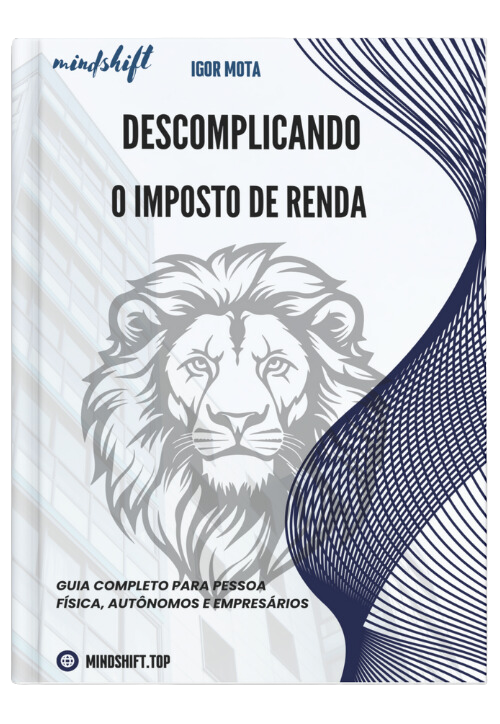 mindshift
IGOR MOTA
DESCOMPLICANDO
O IMPOSTO DE RENDA
GUIA COMPLETO PARA PESSOA
FÍSICA, AUTÔNOMOS E EMPRESÁRIOS
MINDSHIFT.TOP